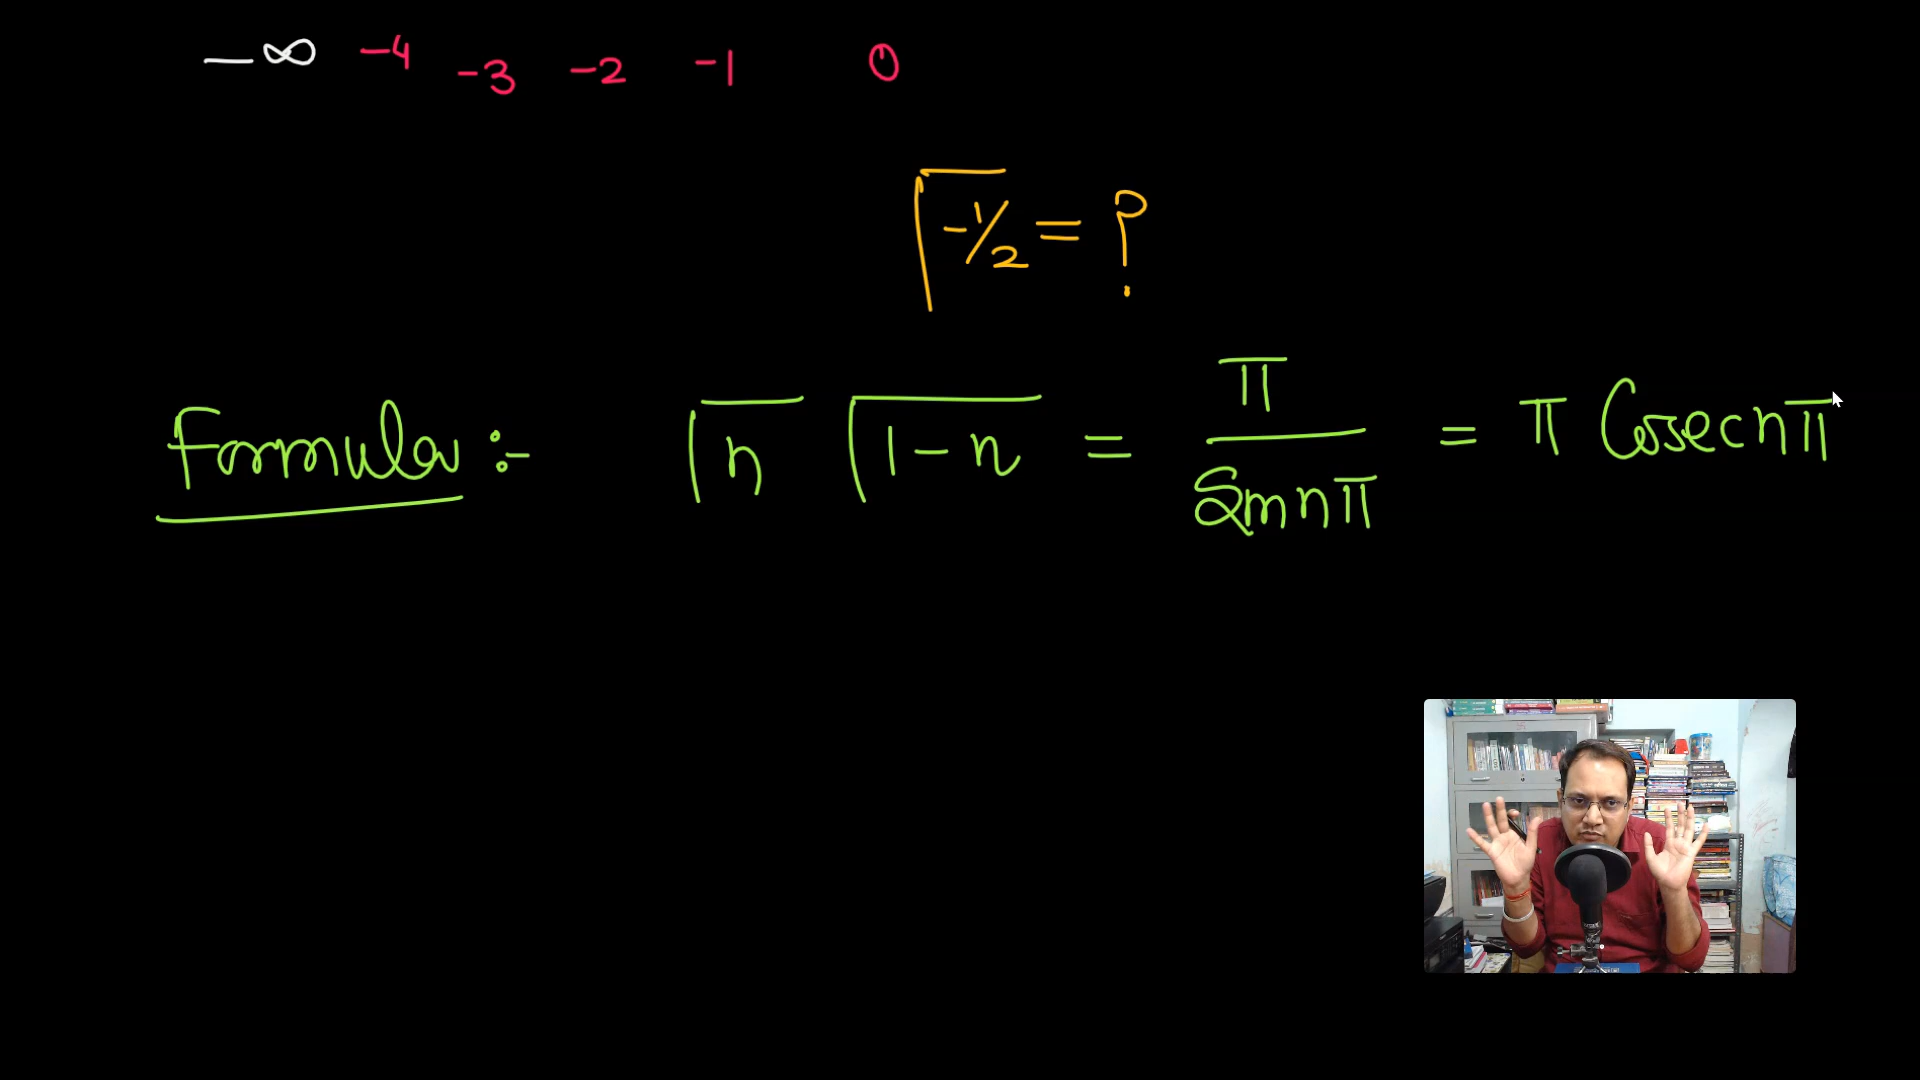 -∞ -4 -3 -2 -1 0
Γ-1/2 = ?
Formula :- Γn Γ1-n = π/Sin nπ = π Cosec nπ